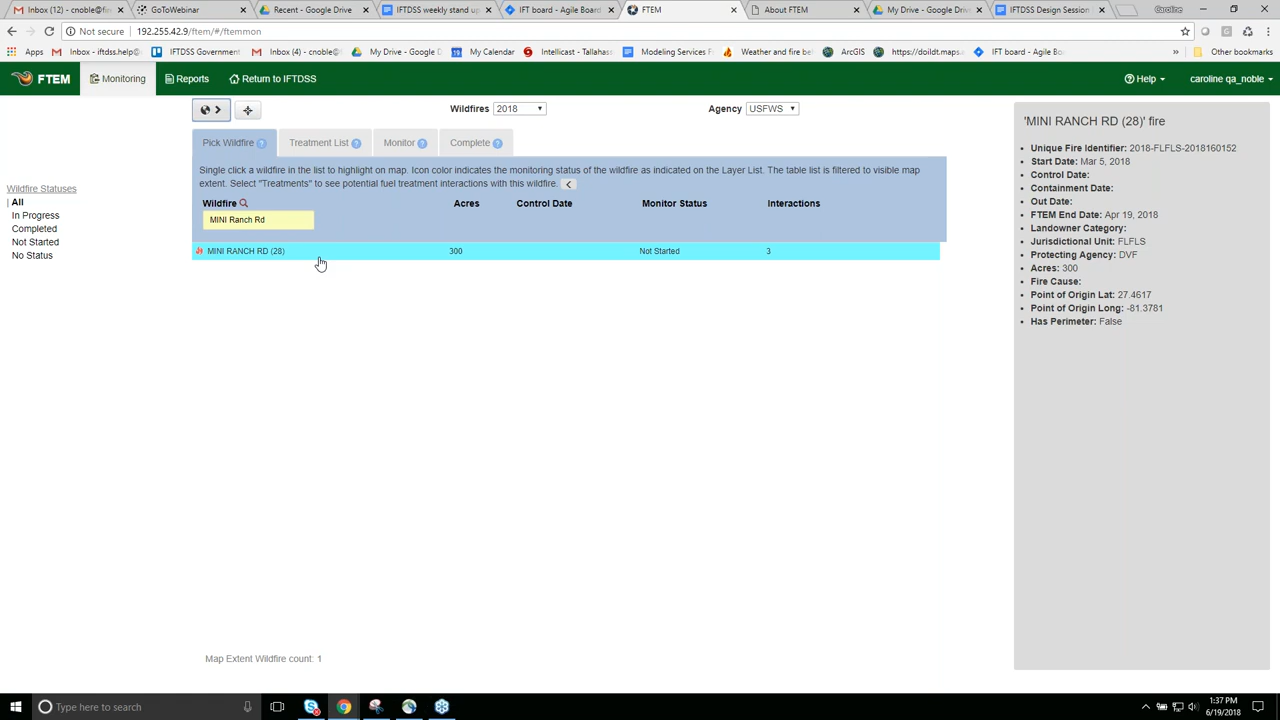 Inbox (12) - cnoble@fir
GoToWebinar
Recent - Google Drive
IFTDSS weekly stand up
IFT board - Agile Board
FTEM
About FTEM
My Drive - Google Drive
IFTDSS Design Session
Caroline
Not secure | 192.255.42.9/ftem/#/ftemmon
Apps
Inbox - iftdss.help@
IFTDSS Government
Inbox (4) - cnoble@
My Drive - Google D
My Calendar
Intellicast - Tallahass
Modeling Services F
Weather and fire be
ArcGIS
https://doildt.maps.
IFT board - Agile Bo
»
Other bookmarks
FTEM
Monitoring
Reports
Return to IFTDSS
Help
caroline qa_noble
Wildfires 2018
Agency USFWS
Pick Wildfire ?
Treatment List ?
Monitor ?
Complete ?
Single click a wildfire in the list to highlight on map. Icon color indicates the monitoring status of the wildfire as indicated on the Layer List. The table list is filtered to visible map
extent. Select "Treatments" to see potential fuel treatment interactions with this wildfire. <
Wildfire Statuses
All
In Progress
Completed
Not Started
No Status
Wildfire
Acres
Control Date
Monitor Status
Interactions
MINI Ranch Rd
MINI RANCH RD (28)
300
Not Started
3
Map Extent Wildfire count: 1
'MINI RANCH RD (28)' fire
Unique Fire Identifier: 2018-FLFLS-2018160152
Start Date: Mar 5, 2018
Control Date:
Containment Date:
Out Date:
FTEM End Date: Apr 19, 2018
Landowner Category:
Jurisdictional Unit: FLFLS
Protecting Agency: DVF
Acres: 300
Fire Cause:
Point of Origin Lat: 27.4617
Point of Origin Long: -81.3781
Has Perimeter: False
Type here to search
1:37 PM
6/19/2018